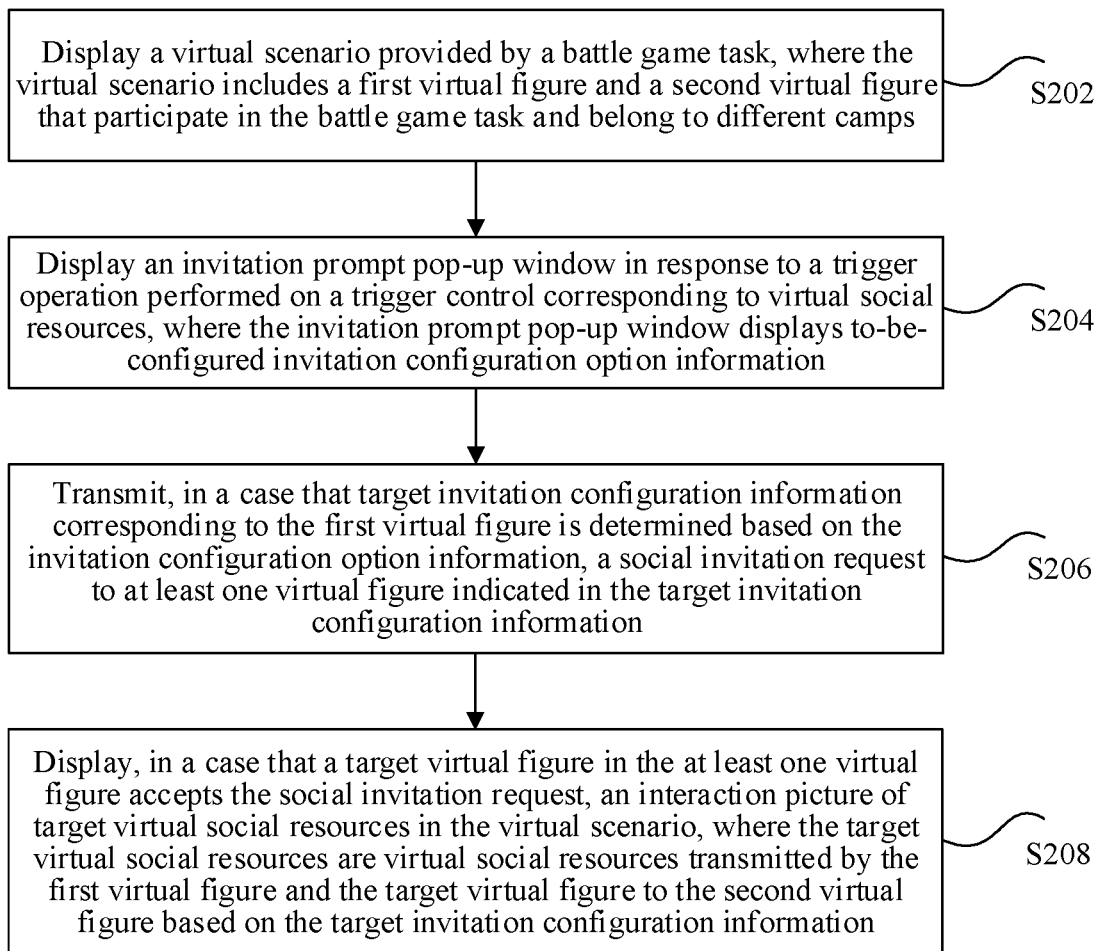 Display a virtual scenario provided by a battle game task, where the
virtual scenario includes a first virtual figure and a second virtual figure
that participate in the battle game task and belong to different camps
S202
Display an invitation prompt pop-up window in response to a trigger
operation performed on a trigger control corresponding to virtual social
resources, where the invitation prompt pop-up window displays to-be-
configured invitation configuration option information
S204
Transmit, in a case that target invitation configuration information
corresponding to the first virtual figure is determined based on the
invitation configuration option information, a social invitation request
to at least one virtual figure indicated in the target invitation
configuration information
S206
Display, in a case that a target virtual figure in the at least one virtual
figure accepts the social invitation request, an interaction picture of
target virtual social resources in the virtual scenario, where the target
virtual social resources are virtual social resources transmitted by the
first virtual figure and the target virtual figure to the second virtual
figure based on the target invitation configuration information
S208